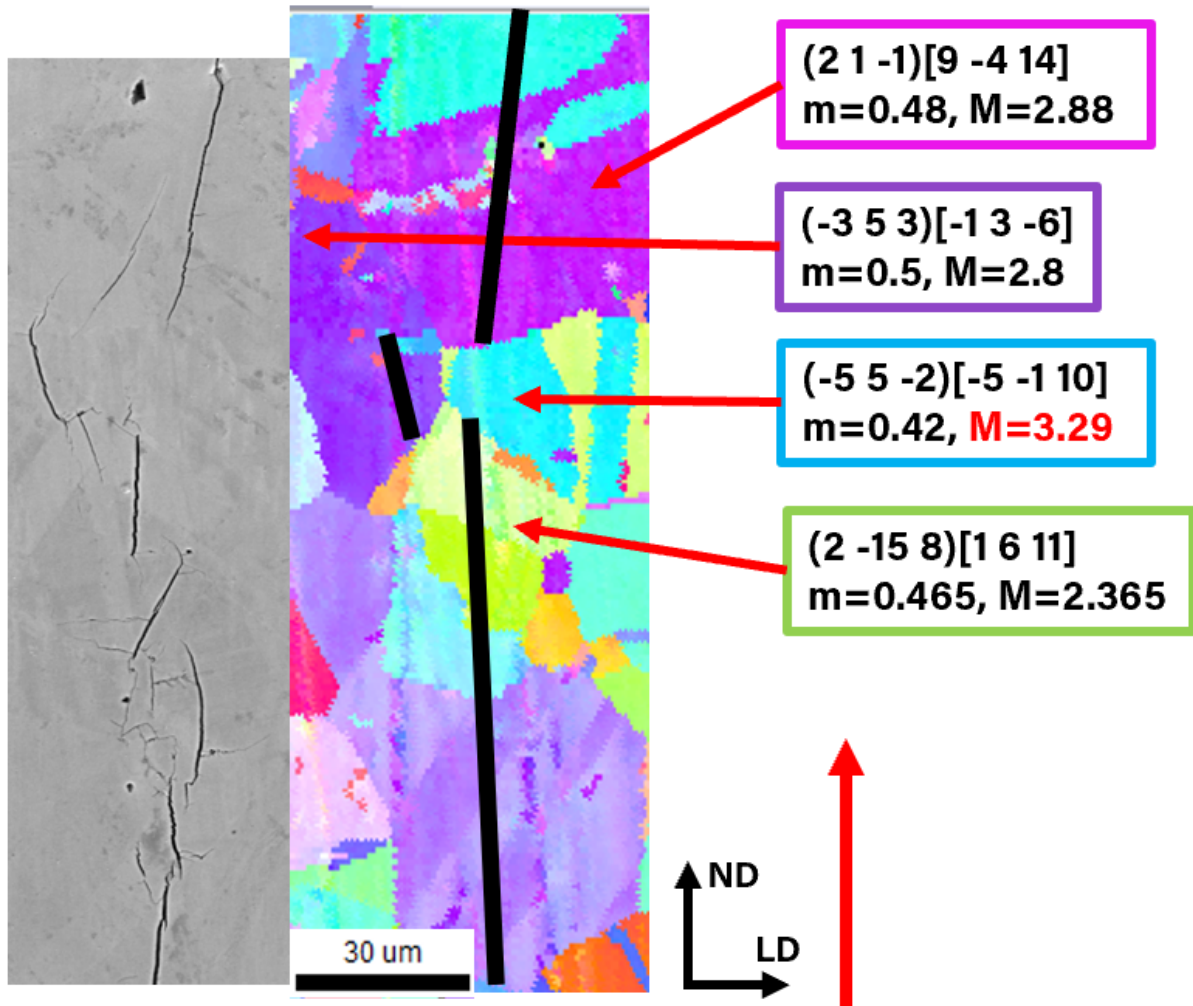 (2 1 -1)[9 -4 14]
m=0.48, M=2.88
(-3 5 3)[-1 3 -6]
m=0.5, M=2.8
(-5 5 -2)[-5 -1 10]
m=0.42, M=3.29
(2 -15 8)[1 6 11]
m=0.465, M=2.365
ND
LD
30 um